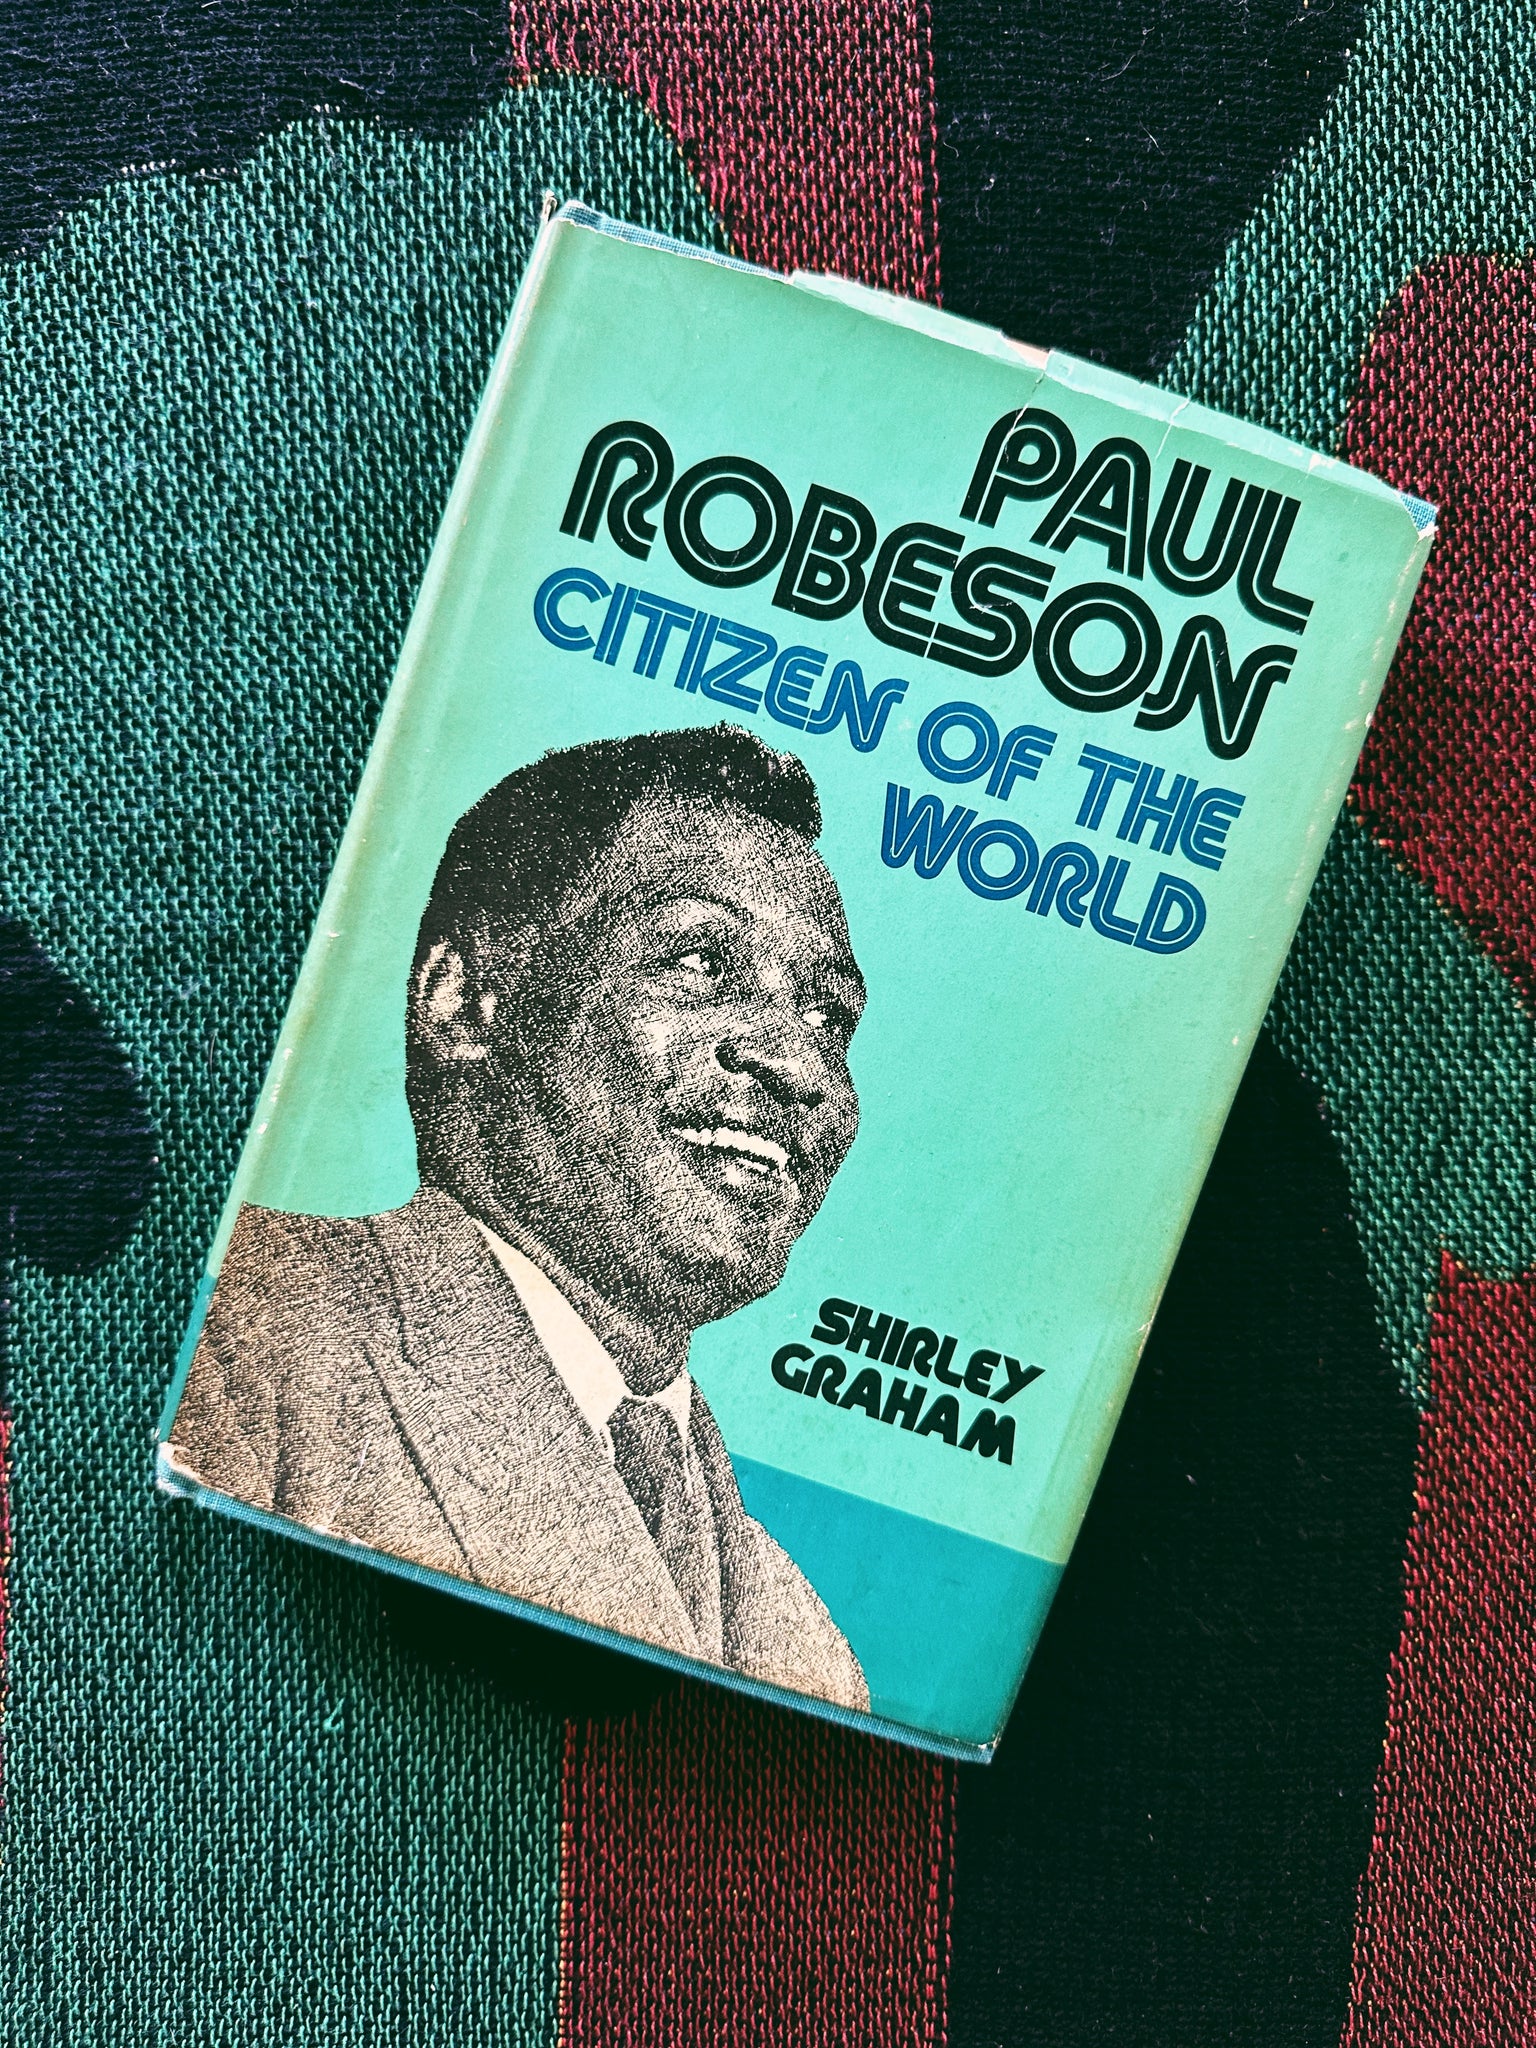 PAUL
ROBESON
CITIZEN OF THE
WORLD
SHIRLEY
GRAHAM